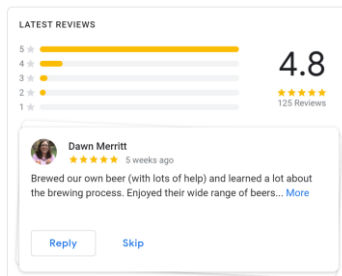 LATEST REVIEWS
5
4
3
2
1
4.8
125 Reviews
Dawn Merritt
5 weeks ago
Brewed our own beer (with lots of help) and learned a lot about
the brewing process. Enjoyed their wide range of beers... More
Reply Skip